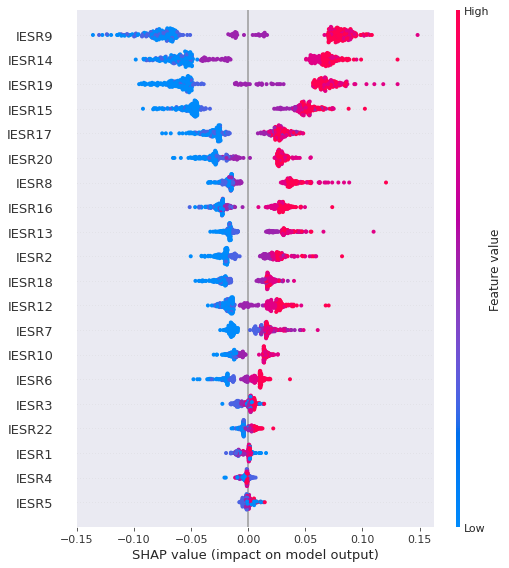 High
IESR9
IESR14
IESR19
IESR15
IESR17
IESR20
IESR8
IESR16
IESR13
IESR2
IESR18
IESR12
IESR7
IESR10
IESR6
IESR3
IESR22
IESR1
IESR4
IESR5
Feature value
Low
−0.15 −0.10 −0.05 0.00 0.05 0.10 0.15
SHAP value (impact on model output)